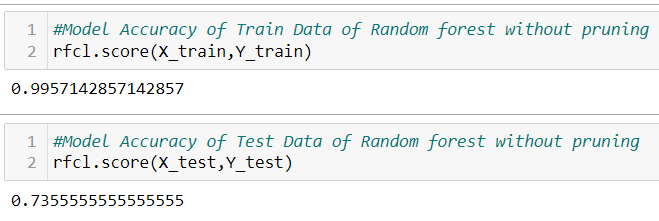 1 #Model Accuracy of Train Data of Random forest without pruning
2 rfcl.score(X_train,Y_train)
0.9957142857142857
1 #Model Accuracy of Test Data of Random forest without pruning
2 rfcl.score(X_test,Y_test)
0.7355555555555555